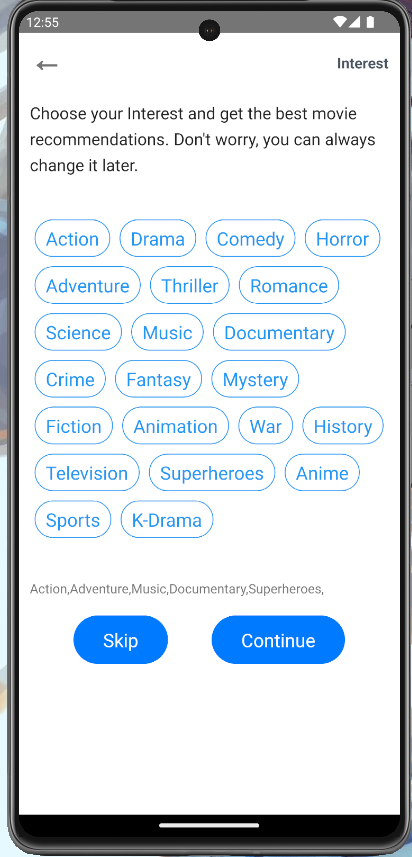 12:55
Interest
Choose your Interest and get the best movie
recommendations. Don't worry, you can always
change it later.
Action Drama Comedy Horror
Adventure Thriller Romance
Science Music Documentary
Crime Fantasy Mystery
Fiction Animation War History
Television Superheroes Anime
Sports K-Drama
Action,Adventure,Music,Documentary,Superheroes,
Skip Continue